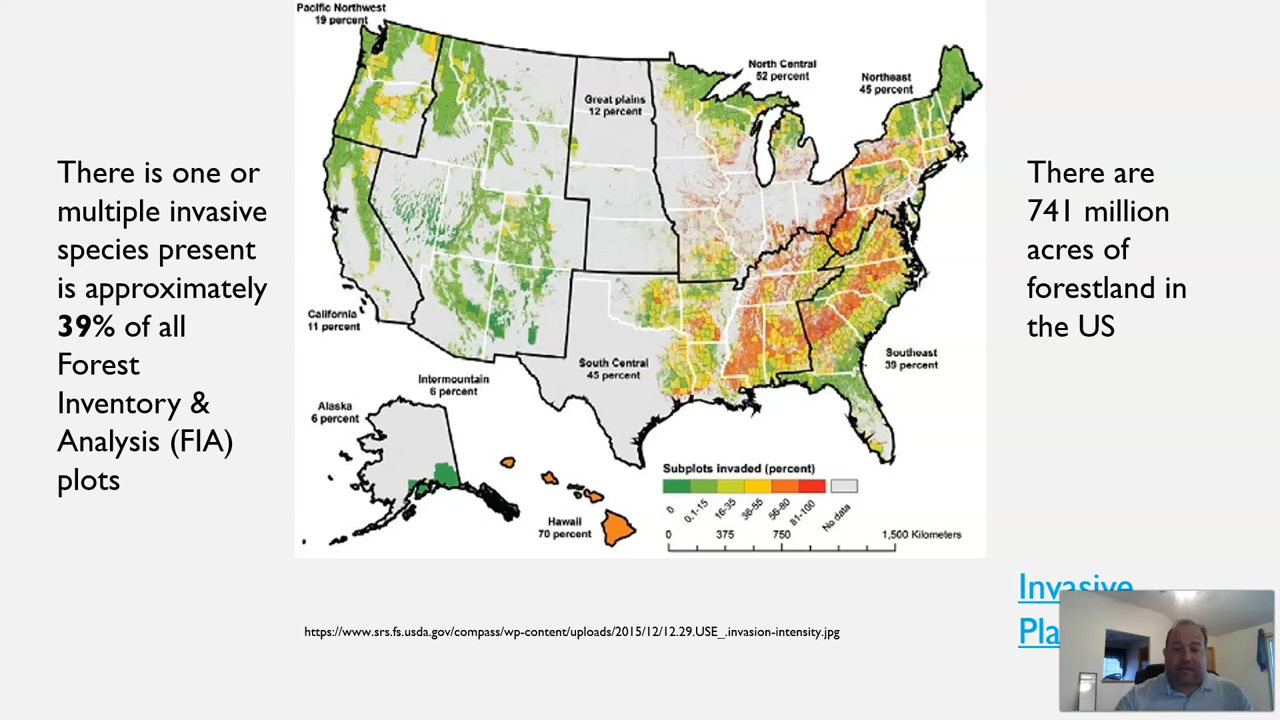 There is one or
multiple invasive
species present
is approximately
39% of all
Forest
Inventory &
Analysis (FIA)
plots
Pacific Northwest
19 percent
North Central
52 percent
Northeast
45 percent
Great plains
12 percent
California
11 percent
Intermountain
6 percent
South Central
45 percent
Southeast
39 percent
Alaska
6 percent
Hawaii
70 percent
Subplots invaded (percent)
0
0.1-15
16-35
36-55
56-80
81-100
No data
0 375 750 1,500 Kilometers
There are
741 million
acres of
forestland in
the US
https://www.srs.fs.usda.gov/compass/wp-content/uploads/2015/12/12.29.USE_.invasion-intensity.jpg
Invasive
Pla